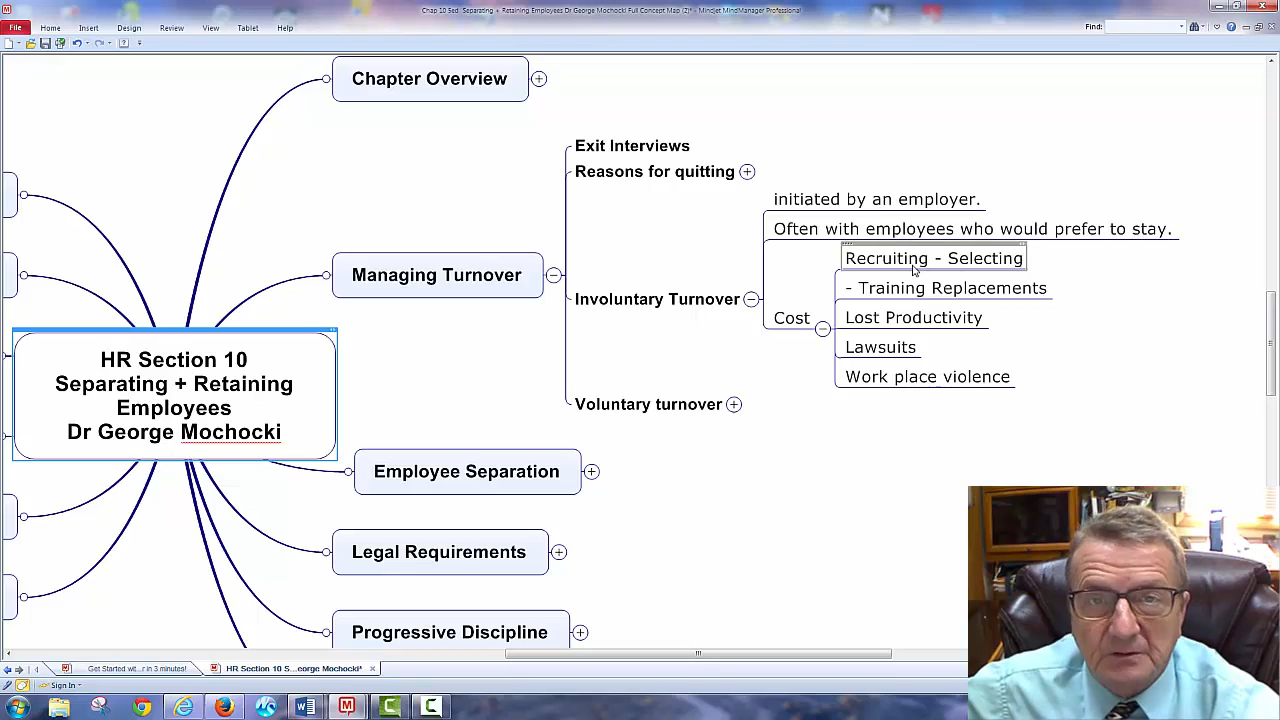 Chap 10 Sed Separating + Retaining Employees Dr George Mochocki Full Concept Map (2)* - Mindjet MindManager Professional
File Home Insert Design Review View Tablet Help
Find:
Chapter Overview
Exit Interviews
Reasons for quitting
initiated by an employer.
Often with employees who would prefer to stay.
Recruiting - Selecting
Managing Turnover
- Training Replacements
Involuntary Turnover
Cost
Lost Productivity
Lawsuits
Work place violence
Voluntary turnover
HR Section 10
Separating + Retaining
Employees
Dr George Mochocki
Employee Separation
Legal Requirements
Progressive Discipline
Get Started wit...r in 3 minutes!
HR Section 10 S...eorge Mochocki*
Sign In